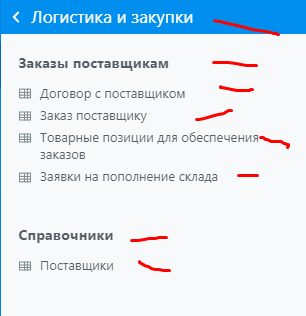 Логистика и закупки
Заказы поставщикам
Договор с поставщиком
Заказ поставщику
Товарные позиции для обеспечения
заказов
Заявки на пополнение склада
Справочники
Поставщики